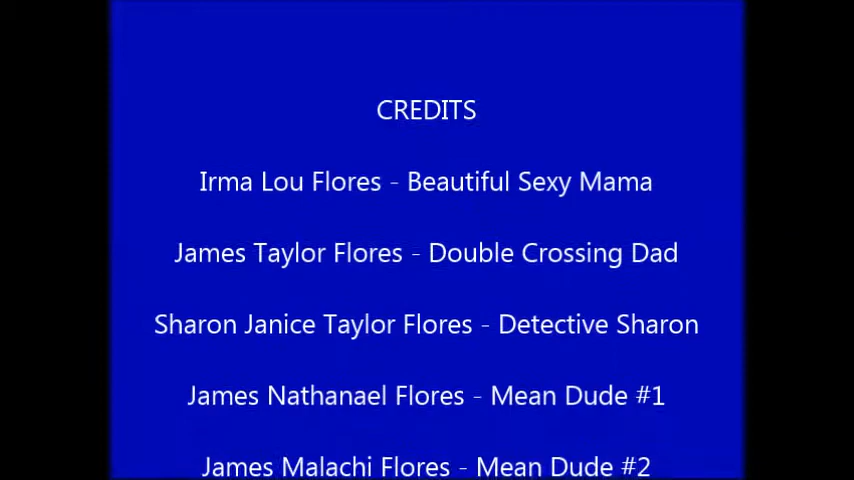 CREDITS
Irma Lou Flores - Beautiful Sexy Mama
James Taylor Flores - Double Crossing Dad
Sharon Janice Taylor Flores - Detective Sharon
James Nathanael Flores - Mean Dude #1
James Malachi Flores - Mean Dude #2